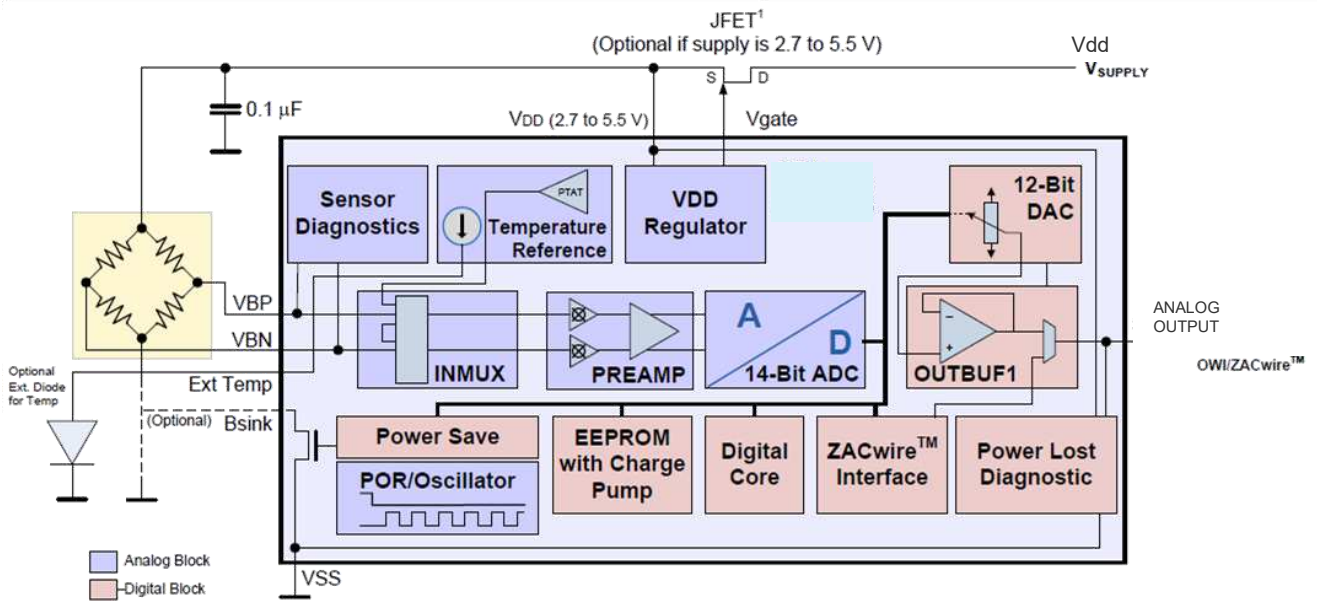 JFET¹
(Optional if supply is 2.7 to 5.5 V)
Vdd
VSUPPLY
S
D
0.1 µF
VDD (2.7 to 5.5 V)
Vgate
Sensor
Diagnostics
PTAT
Temperature
Reference
VDD
Regulator
12-Bit
DAC
VBP
VBN
INMUX
PREAMP
A
D
14-Bit ADC
−
+
OUTBUF1
ANALOG
OUTPUT
OWI/ZACwire™
Optional
Ext. Diode
for Temp
Ext Temp
(Optional)
Bsink
Power Save
POR/Oscillator
EEPROM
with Charge
Pump
Digital
Core
ZACwire™
Interface
Power Lost
Diagnostic
VSS
Analog Block
Digital Block